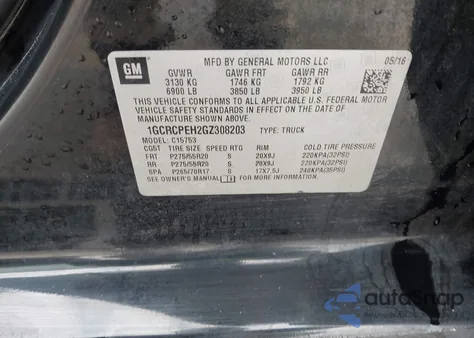 GM
MFD BY GENERAL MOTORS LLC
05/16
GVWR GAWR FRT GAWR RR
3130 KG 1746 KG 1792 KG
6900 LB 3850 LB 3950 LB
THIS VEHICLE CONFORMS TO ALL APPLICABLE U.S. FEDERAL MOTOR
VEHICLE SAFETY STANDARDS IN EFFECT ON THE DATE OF
MANUFACTURE SHOWN ABOVE.
1GCRCPEH2GZ308203 TYPE: TRUCK
MODEL: C15753
CGST TIRE SIZE SPEED RTG RIM COLD TIRE PRESSURE
FRT P275/55R20 S 20X9J 220KPA(32PSI)
RR P275/55R20 S 20X9J 220KPA(32PSI)
SPA P265/70R17 S 17X7.5J 240KPA(35PSI)
SEE OWNER'S MANUAL FOR MORE INFORMATION
autoSnap